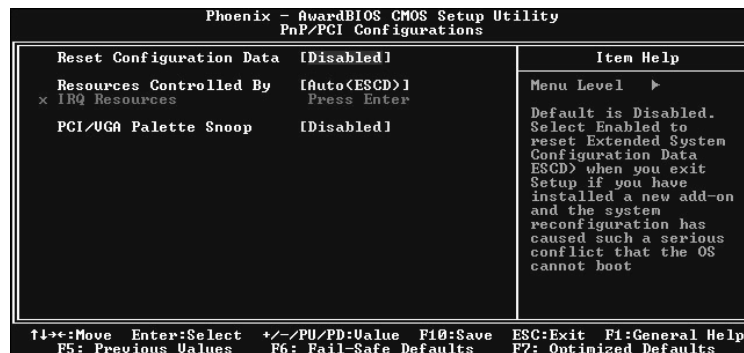 Phoenix - AwardBIOS CMOS Setup Utility
PnP/PCI Configurations
Reset Configuration Data [Disabled]
Resources Controlled By [Auto(ESCD)]
x IRQ Resources Press Enter
PCI/VGA Palette Snoop [Disabled]
Item Help
Menu Level ▶
Default is Disabled.
Select Enabled to
reset Extended System
Configuration Data
ESCD) when you exit
Setup if you have
installed a new add-on
and the system
reconfiguration has
caused such a serious
conflict that the OS
cannot boot
↑↓→←:Move Enter:Select +/-/PU/PD:Value F10:Save ESC:Exit F1:General Help
F5: Previous Values F6: Fail-Safe Defaults F7: Optimized Defaults